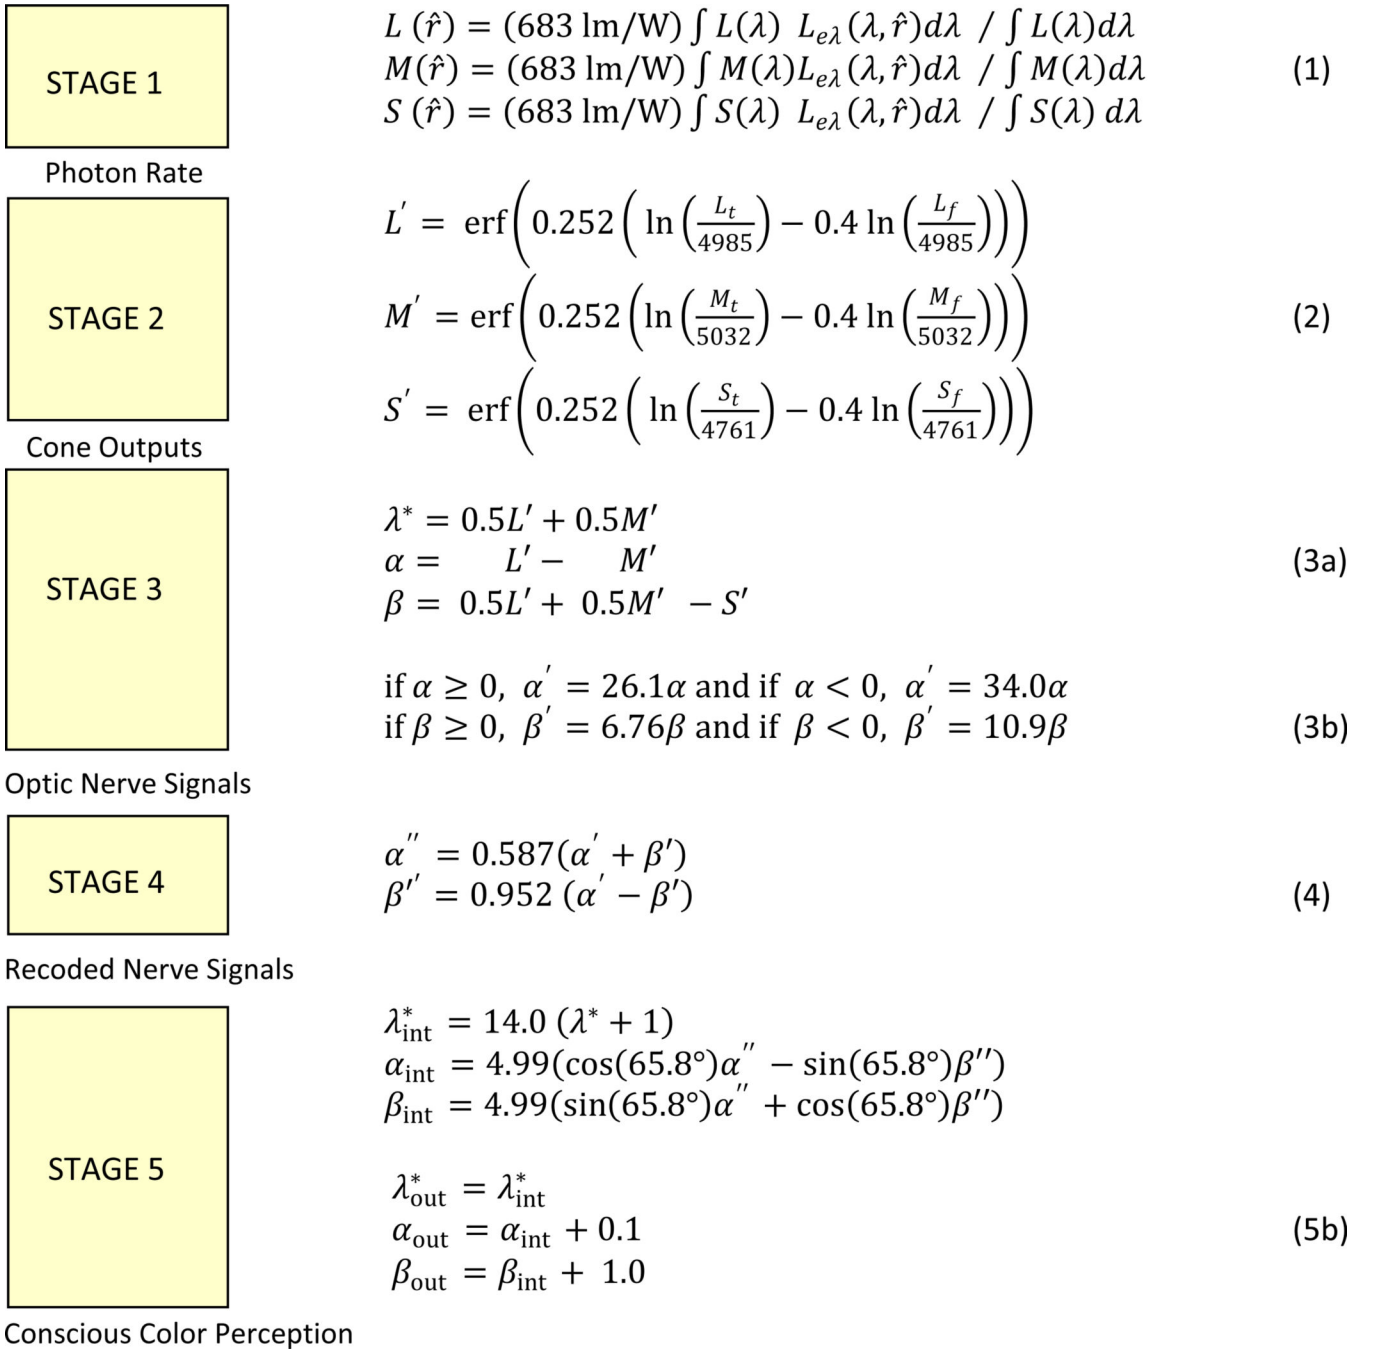 STAGE 1
L (r̂) = (683 lm/W) ∫ L(λ) L_eλ(λ, r̂)dλ / ∫ L(λ)dλ
M(r̂) = (683 lm/W) ∫ M(λ)L_eλ(λ, r̂)dλ / ∫ M(λ)dλ (1)
S (r̂) = (683 lm/W) ∫ S(λ) L_eλ(λ, r̂)dλ / ∫ S(λ) dλ
Photon Rate
STAGE 2
L′ = erf(0.252 ( ln (L_t/4985) − 0.4 ln (L_f/4985)))
M′ = erf(0.252 (ln (M_t/5032) − 0.4 ln (M_f/5032))) (2)
S′ = erf(0.252 ( ln (S_t/4761) − 0.4 ln (S_f/4761)))
Cone Outputs
STAGE 3
λ* = 0.5L′ + 0.5M′
α = L′ − M′ (3a)
β = 0.5L′ + 0.5M′ − S′
if α ≥ 0, α′ = 26.1α and if α < 0, α′ = 34.0α
if β ≥ 0, β′ = 6.76β and if β < 0, β′ = 10.9β (3b)
Optic Nerve Signals
STAGE 4
α″ = 0.587(α′ + β′)
β′′ = 0.952 (α′ − β′) (4)
Recoded Nerve Signals
STAGE 5
λ*_int = 14.0 (λ* + 1)
α_int = 4.99(cos(65.8°)α″ − sin(65.8°)β″)
β_int = 4.99(sin(65.8°)α″ + cos(65.8°)β″)
λ*_out = λ*_int
α_out = α_int + 0.1 (5b)
β_out = β_int + 1.0
Conscious Color Perception